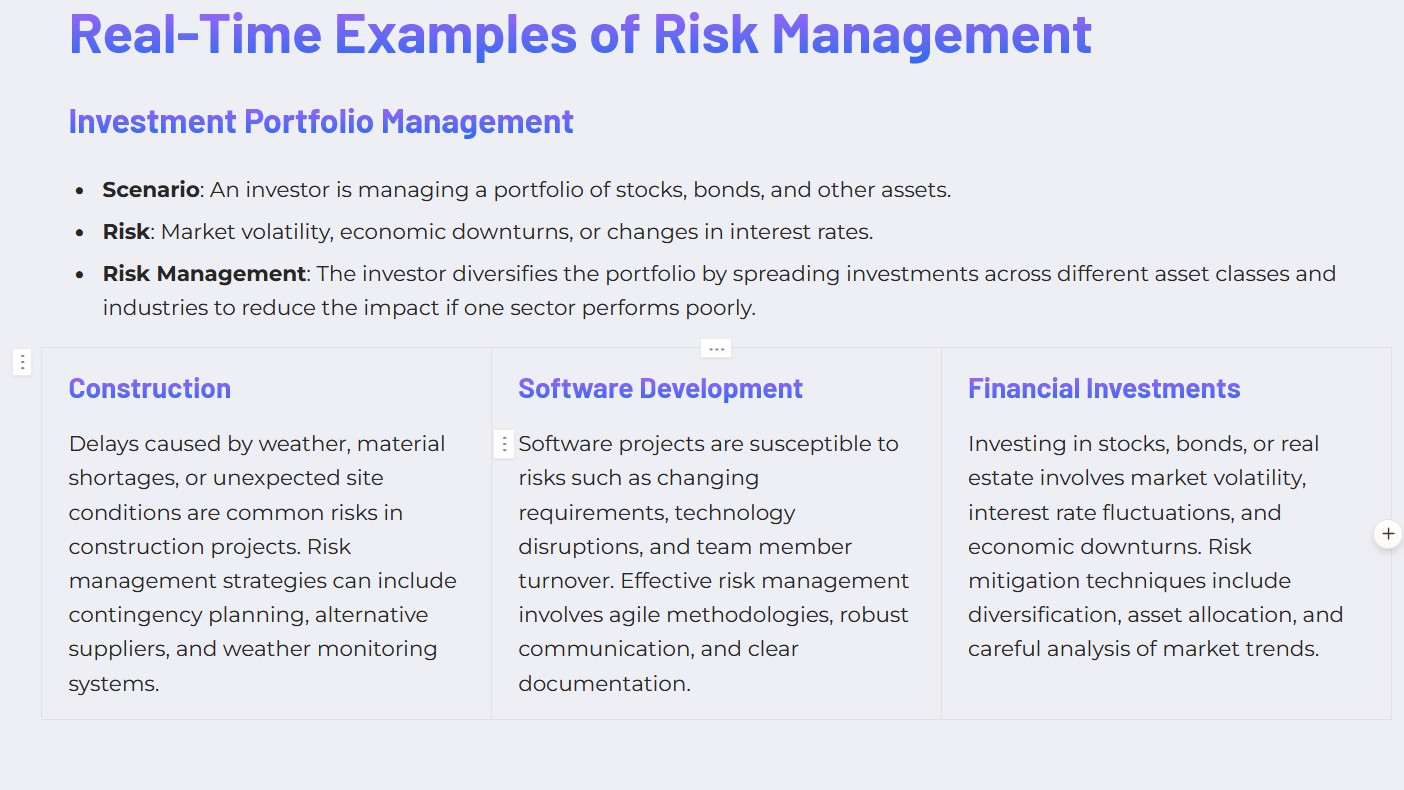 Real-Time Examples of Risk Management
Investment Portfolio Management
• Scenario: An investor is managing a portfolio of stocks, bonds, and other assets.
• Risk: Market volatility, economic downturns, or changes in interest rates.
• Risk Management: The investor diversifies the portfolio by spreading investments across different asset classes and
industries to reduce the impact if one sector performs poorly.
Construction
Delays caused by weather, material
shortages, or unexpected site
conditions are common risks in
construction projects. Risk
management strategies can include
contingency planning, alternative
suppliers, and weather monitoring
systems.
Software Development
Software projects are susceptible to
risks such as changing
requirements, technology
disruptions, and team member
turnover. Effective risk management
involves agile methodologies, robust
communication, and clear
documentation.
Financial Investments
Investing in stocks, bonds, or real
estate involves market volatility,
interest rate fluctuations, and
economic downturns. Risk
mitigation techniques include
diversification, asset allocation, and
careful analysis of market trends.